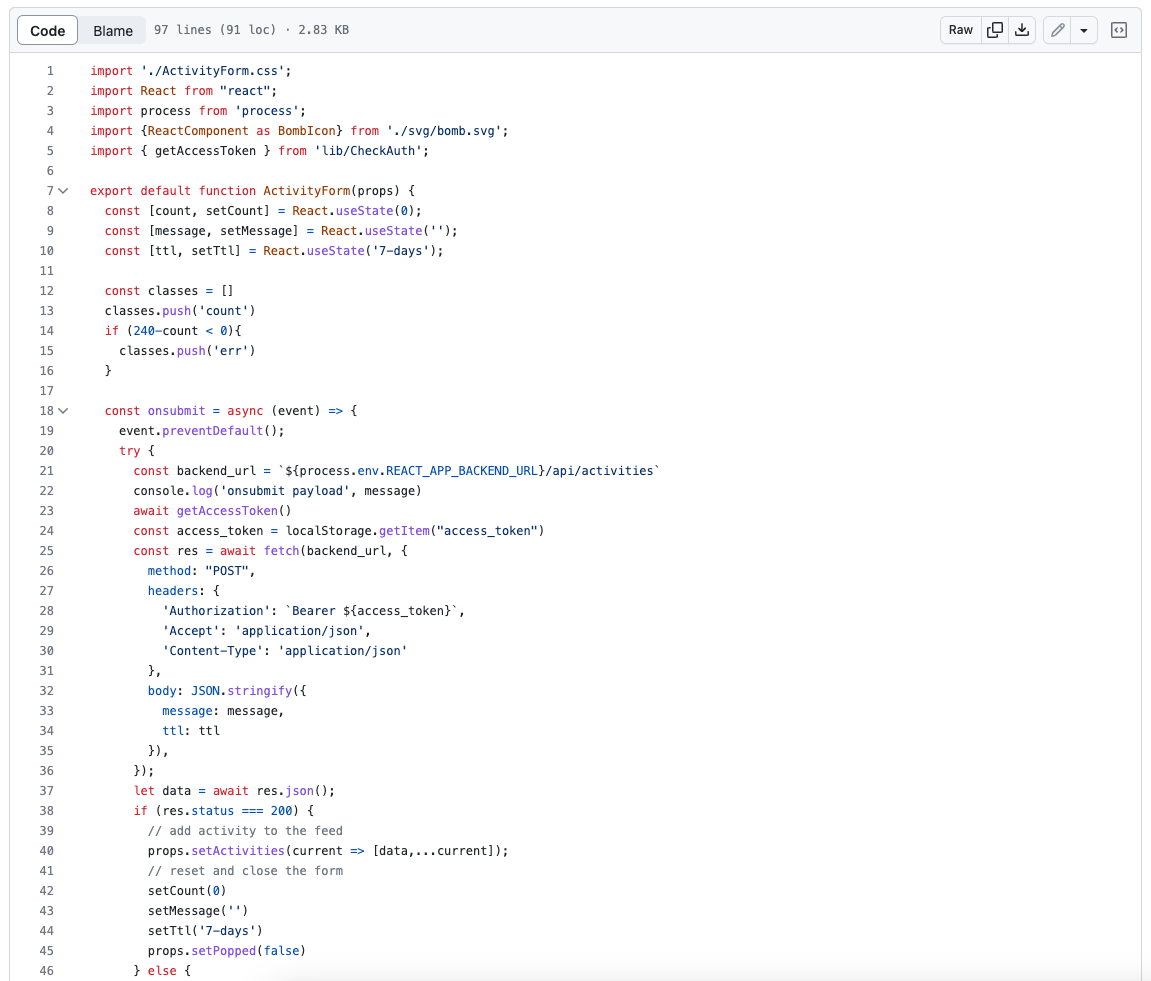 Code Blame 97 lines (91 loc) · 2.83 KB Raw
1 import './ActivityForm.css';
2 import React from "react";
3 import process from 'process';
4 import {ReactComponent as BombIcon} from './svg/bomb.svg';
5 import { getAccessToken } from 'lib/CheckAuth';
6
7 export default function ActivityForm(props) {
8   const [count, setCount] = React.useState(0);
9   const [message, setMessage] = React.useState('');
10   const [ttl, setTtl] = React.useState('7-days');
11
12   const classes = []
13   classes.push('count')
14   if (240-count < 0){
15     classes.push('err')
16   }
17
18   const onsubmit = async (event) => {
19     event.preventDefault();
20     try {
21       const backend_url = `${process.env.REACT_APP_BACKEND_URL}/api/activities`
22       console.log('onsubmit payload', message)
23       await getAccessToken()
24       const access_token = localStorage.getItem("access_token")
25       const res = await fetch(backend_url, {
26         method: "POST",
27         headers: {
28           'Authorization': `Bearer ${access_token}`,
29           'Accept': 'application/json',
30           'Content-Type': 'application/json'
31         },
32         body: JSON.stringify({
33           message: message,
34           ttl: ttl
35         }),
36       });
37       let data = await res.json();
38       if (res.status === 200) {
39         // add activity to the feed
40         props.setActivities(current => [data,...current]);
41         // reset and close the form
42         setCount(0)
43         setMessage('')
44         setTtl('7-days')
45         props.setPopped(false)
46       } else {